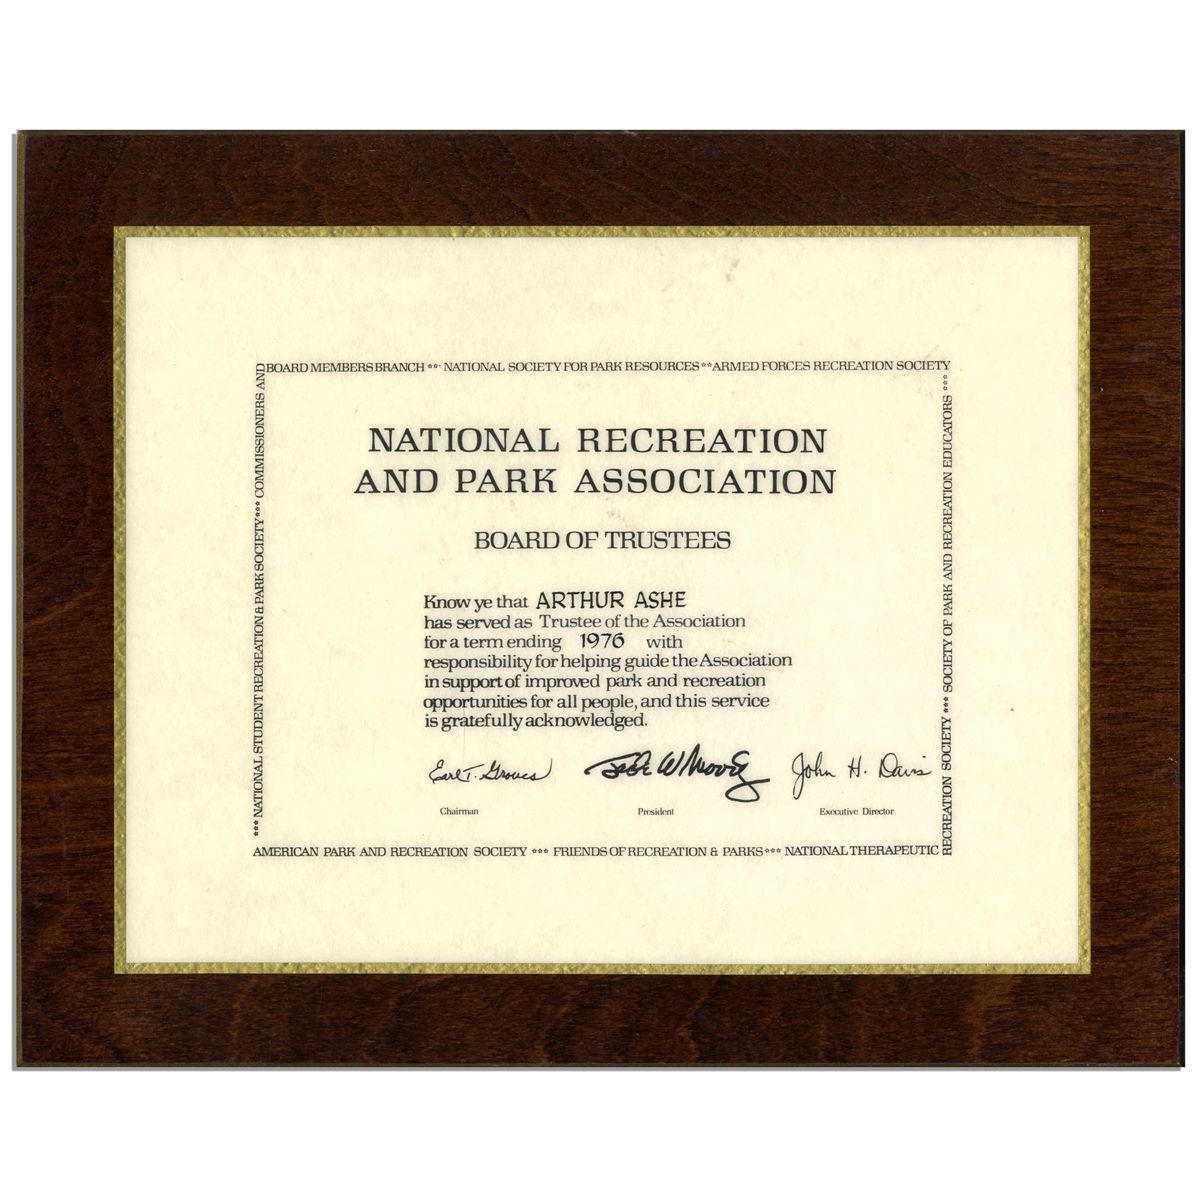 BOARD MEMBERS BRANCH *** NATIONAL SOCIETY FOR PARK RESOURCES ** ARMED FORCES RECREATION SOCIETY
*** NATIONAL STUDENT RECREATION & PARK SOCIETY *** COMMISSIONERS AND
NATIONAL RECREATION
AND PARK ASSOCIATION
BOARD OF TRUSTEES
Know ye that ARTHUR ASHE
has served as Trustee of the Association
for a term ending 1976 with
responsibility for helping guide the Association
in support of improved park and recreation
opportunities for all people, and this service
is gratefully acknowledged.
Earl T. Groves
John H. Davis
Chairman
President
Executive Director
RECREATION SOCIETY *** SOCIETY OF PARK AND RECREATION EDUCATORS ***
AMERICAN PARK AND RECREATION SOCIETY *** FRIENDS OF RECREATION & PARKS *** NATIONAL THERAPEUTIC